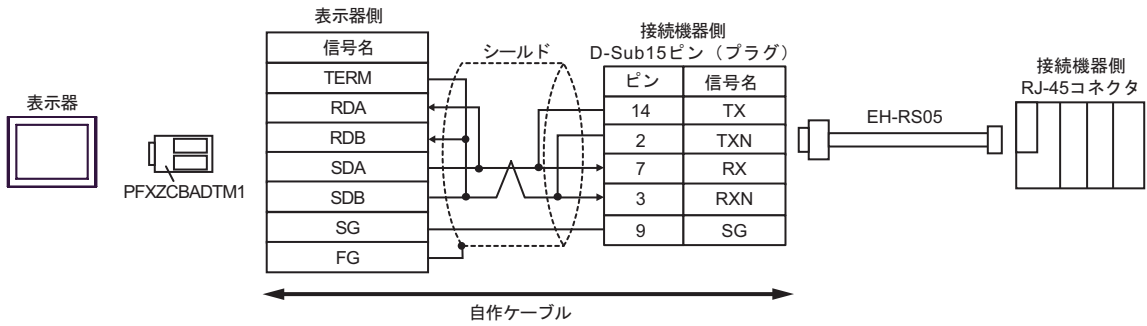 表示器
PFXZCBADTM1
表示器側
信号名
TERM
RDA
RDB
SDA
SDB
SG
FG
シールド
接続機器側
D-Sub15ピン（プラグ）
ピン 信号名
14 TX
2 TXN
7 RX
3 RXN
9 SG
自作ケーブル
EH-RS05
接続機器側
RJ-45コネクタ